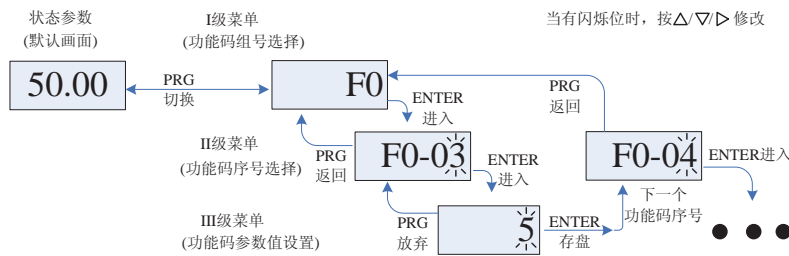 状态参数
(默认画面)
I级菜单
(功能码组号选择)
当有闪烁位时，按△/▽/▷ 修改
50.00
PRG
切换
F0
ENTER
进入
PRG
返回
II级菜单
(功能码序号选择)
PRG
返回
F0-03
ENTER
进入
F0-04
ENTER进入
III级菜单
(功能码参数值设置)
PRG
放弃
5
ENTER
存盘
下一个
功能码序号